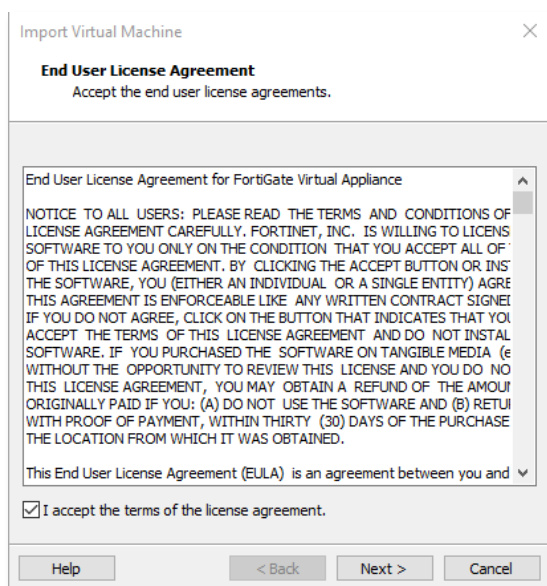 Import Virtual Machine
End User License Agreement
Accept the end user license agreements.
End User License Agreement for FortiGate Virtual Appliance
NOTICE TO ALL USERS: PLEASE READ THE TERMS AND CONDITIONS OF
LICENSE AGREEMENT CAREFULLY. FORTINET, INC. IS WILLING TO LICENS
SOFTWARE TO YOU ONLY ON THE CONDITION THAT YOU ACCEPT ALL OF
OF THIS LICENSE AGREEMENT. BY CLICKING THE ACCEPT BUTTON OR INS
THE SOFTWARE, YOU (EITHER AN INDIVIDUAL OR A SINGLE ENTITY) AGRE
THIS AGREEMENT IS ENFORCEABLE LIKE ANY WRITTEN CONTRACT SIGNE
IF YOU DO NOT AGREE, CLICK ON THE BUTTON THAT INDICATES THAT YOU
ACCEPT THE TERMS OF THIS LICENSE AGREEMENT AND DO NOT INSTAL
SOFTWARE. IF YOU PURCHASED THE SOFTWARE ON TANGIBLE MEDIA (e
WITHOUT THE OPPORTUNITY TO REVIEW THIS LICENSE AND YOU DO NO
THIS LICENSE AGREEMENT, YOU MAY OBTAIN A REFUND OF THE AMOUN
ORIGINALLY PAID IF YOU: (A) DO NOT USE THE SOFTWARE AND (B) RETU
WITH PROOF OF PAYMENT, WITHIN THIRTY (30) DAYS OF THE PURCHASE
THE LOCATION FROM WHICH IT WAS OBTAINED.
This End User License Agreement (EULA) is an agreement between you and
I accept the terms of the license agreement.
Help
< Back
Next >
Cancel